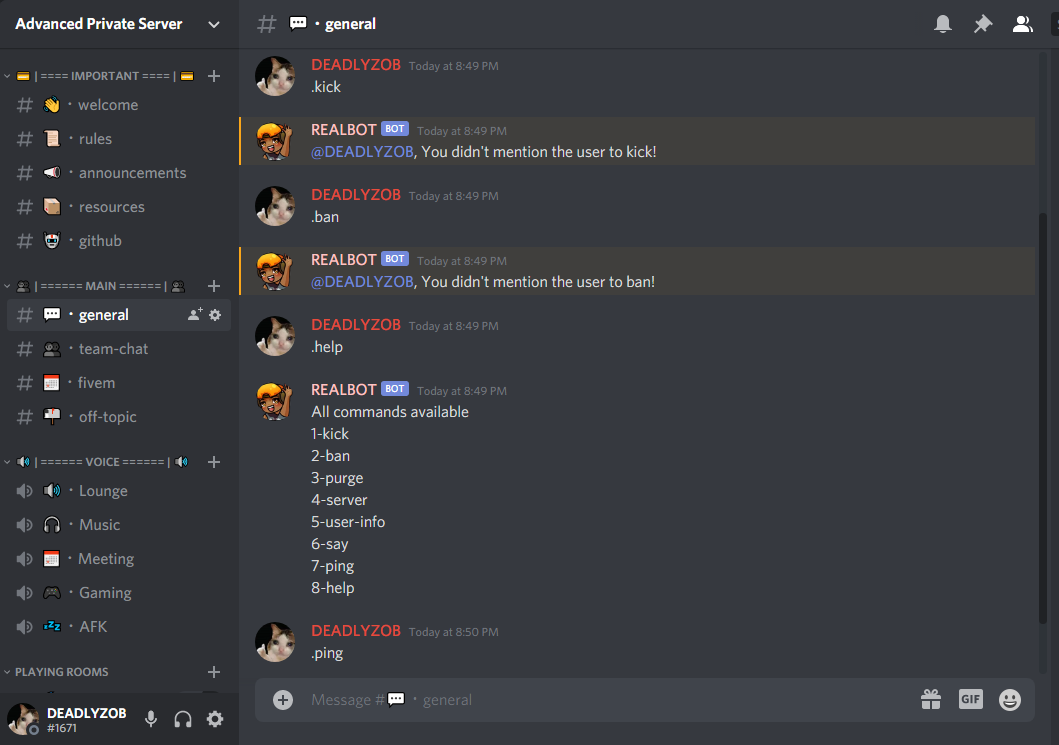 Advanced Private Server
| ==== IMPORTANT ==== |
welcome
rules
announcements
resources
github
| ====== MAIN ====== |
general
team-chat
fivem
off-topic
| ====== VOICE ====== |
Lounge
Music
Meeting
Gaming
AFK
PLAYING ROOMS
DEADLYZOB
#1671
# 💬・general
DEADLYZOB Today at 8:49 PM
.kick
REALBOT BOT Today at 8:49 PM
@DEADLYZOB, You didn't mention the user to kick!
DEADLYZOB Today at 8:49 PM
.ban
REALBOT BOT Today at 8:49 PM
@DEADLYZOB, You didn't mention the user to ban!
DEADLYZOB Today at 8:49 PM
.help
REALBOT BOT Today at 8:49 PM
All commands available
1-kick
2-ban
3-purge
4-server
5-user-info
6-say
7-ping
8-help
DEADLYZOB Today at 8:50 PM
.ping
Message #💬・general
GIF